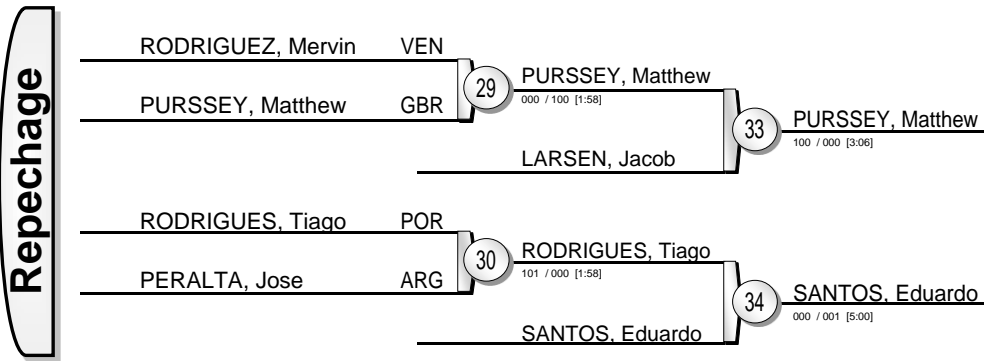 Repechage
RODRIGUEZ, Mervin VEN
PURSSEY, Matthew GBR
29
PURSSEY, Matthew
000 / 100 [1:58]
LARSEN, Jacob
33
PURSSEY, Matthew
100 / 000 [3:06]
RODRIGUES, Tiago POR
PERALTA, Jose ARG
30
RODRIGUES, Tiago
101 / 000 [1:58]
SANTOS, Eduardo
34
SANTOS, Eduardo
000 / 001 [5:00]